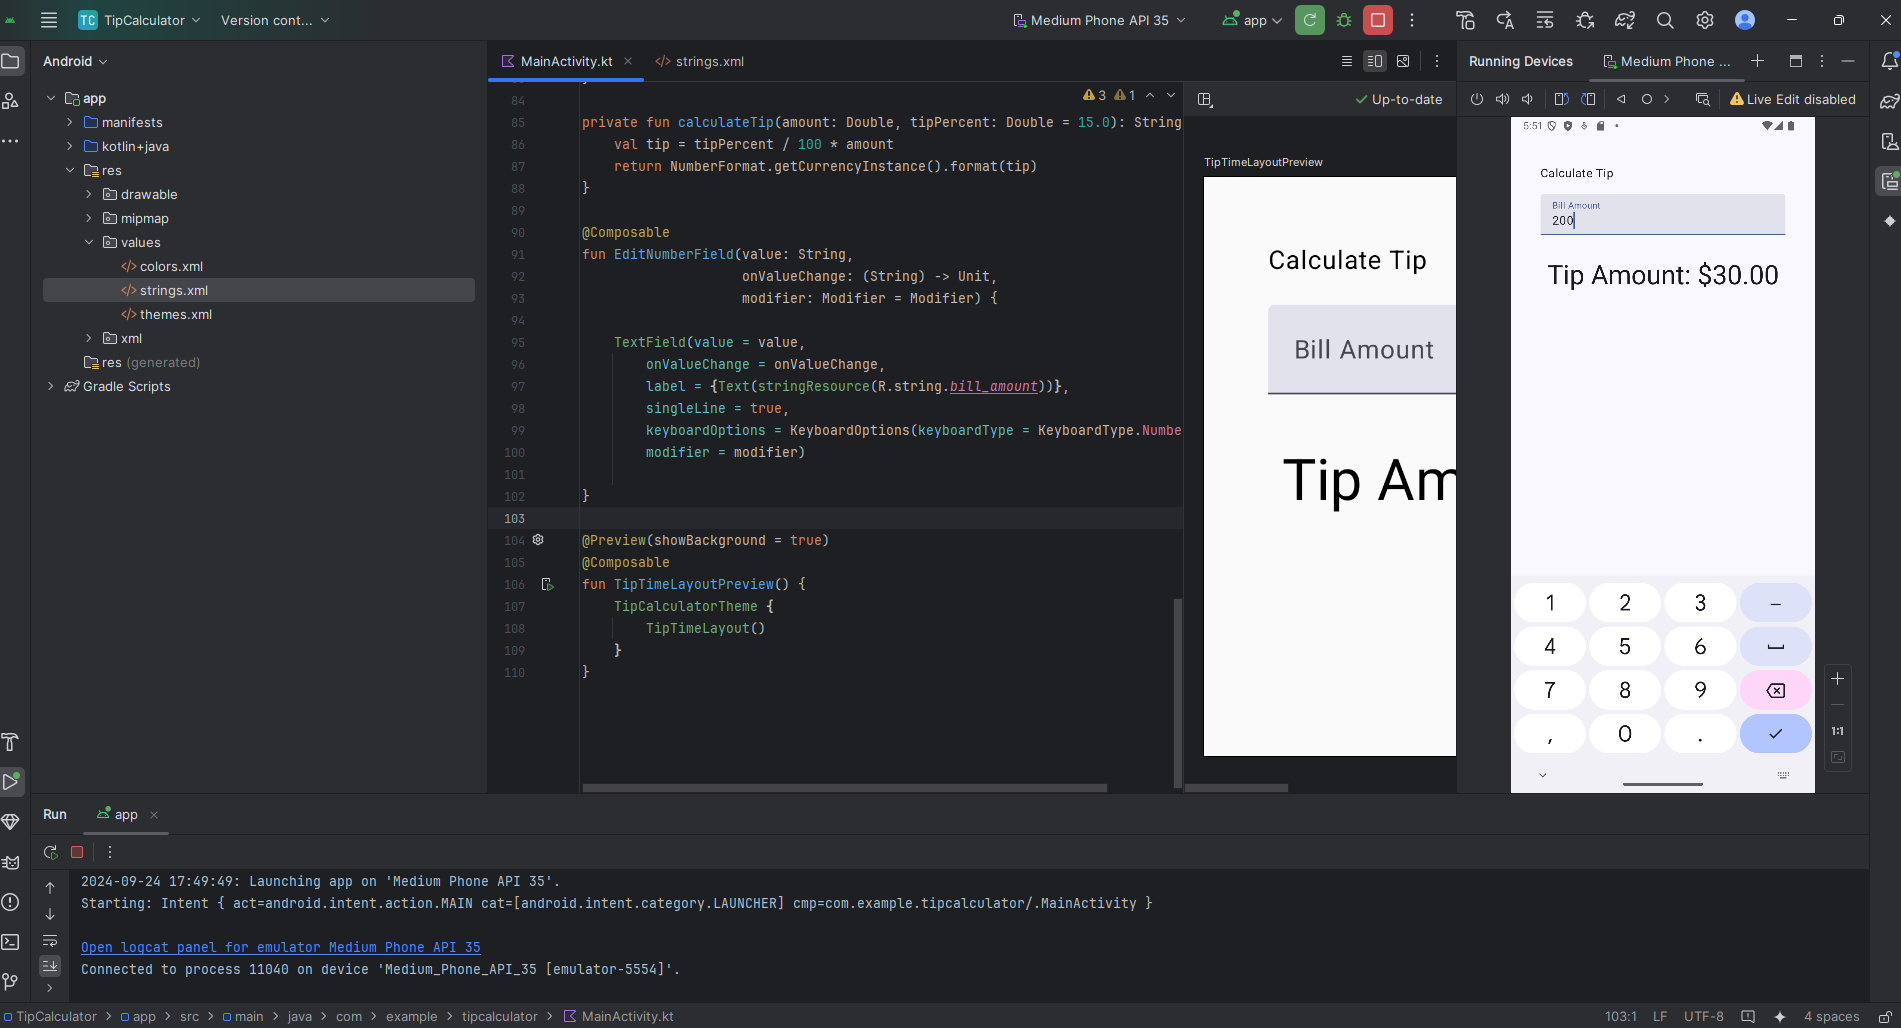 TC TipCalculator Version cont... Medium Phone API 35 app
Android
app
manifests
kotlin+java
res
drawable
mipmap
values
colors.xml
strings.xml
themes.xml
xml
res (generated)
Gradle Scripts
MainActivity.kt strings.xml
3 1
84
85 private fun calculateTip(amount: Double, tipPercent: Double = 15.0): String
86 val tip = tipPercent / 100 * amount
87 return NumberFormat.getCurrencyInstance().format(tip)
88 }
89
90 @Composable
91 fun EditNumberField(value: String,
92 onValueChange: (String) -> Unit,
93 modifier: Modifier = Modifier) {
94
95 TextField(value = value,
96 onValueChange = onValueChange,
97 label = {Text(stringResource(R.string.bill_amount))},
98 singleLine = true,
99 keyboardOptions = KeyboardOptions(keyboardType = KeyboardType.Numbe
100 modifier = modifier)
101
102 }
103
104 @Preview(showBackground = true)
105 @Composable
106 fun TipTimeLayoutPreview() {
107 TipCalculatorTheme {
108 TipTimeLayout()
109 }
110 }
Up-to-date
TipTimeLayoutPreview
Calculate Tip
Bill Amount
Tip Am
Running Devices Medium Phone ...
Live Edit disabled
5:51
Calculate Tip
Bill Amount
200
Tip Amount: $30.00
1 2 3 –
4 5 6
7 8 9
, 0 .
1:1
Run app
2024-09-24 17:49:49: Launching app on 'Medium Phone API 35'.
Starting: Intent { act=android.intent.action.MAIN cat=[android.intent.category.LAUNCHER] cmp=com.example.tipcalculator/.MainActivity }
Open logcat panel for emulator Medium Phone API 35
Connected to process 11040 on device 'Medium_Phone_API_35 [emulator-5554]'.
TipCalculator > app > src > main > java > com > example > tipcalculator > MainActivity.kt 103:1 LF UTF-8 4 spaces